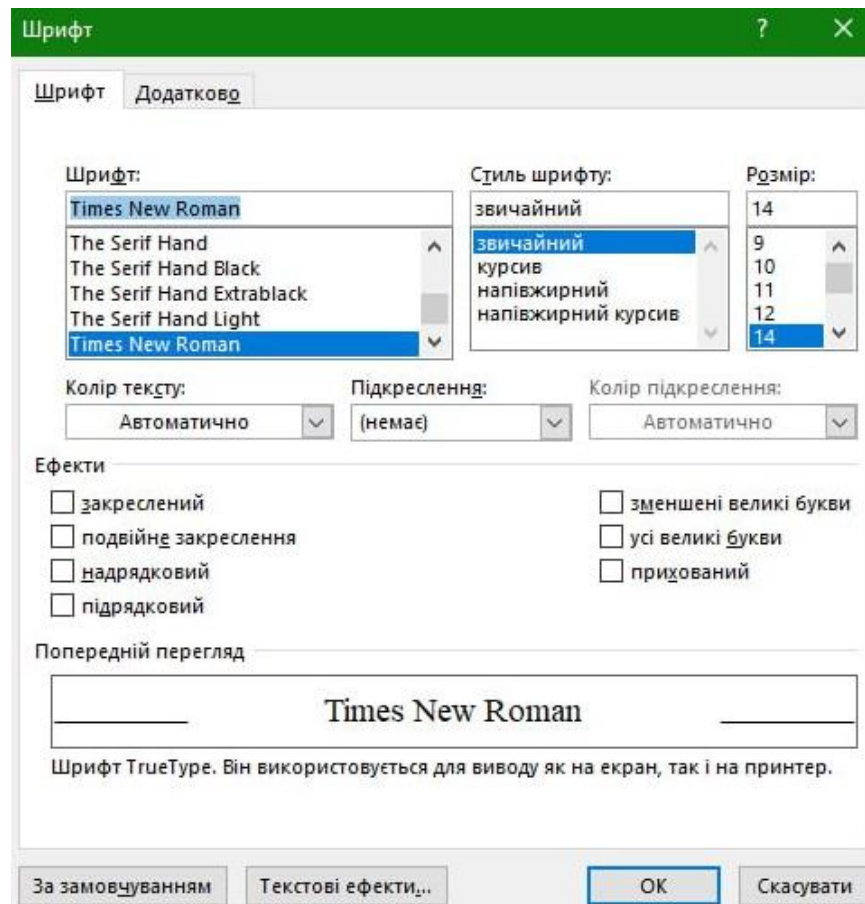 Шрифт ? ×
Шрифт Додатково
Шрифт: Стиль шрифту: Розмір:
Times New Roman звичайний 14
The Serif Hand звичайний 9
The Serif Hand Black курсив 10
The Serif Hand Extrablack напівжирний 11
The Serif Hand Light напівжирний курсив 12
Times New Roman 14
Колір тексту: Підкреслення: Колір підкреслення:
Автоматично (немає) Автоматично
Ефекти
закреслений зменшені великі букви
подвійне закреслення усі великі букви
надрядковий прихований
підрядковий
Попередній перегляд
Times New Roman
Шрифт TrueType. Він використовується для виводу як на екран, так і на принтер.
За замовчуванням Текстові ефекти... ОК Скасувати